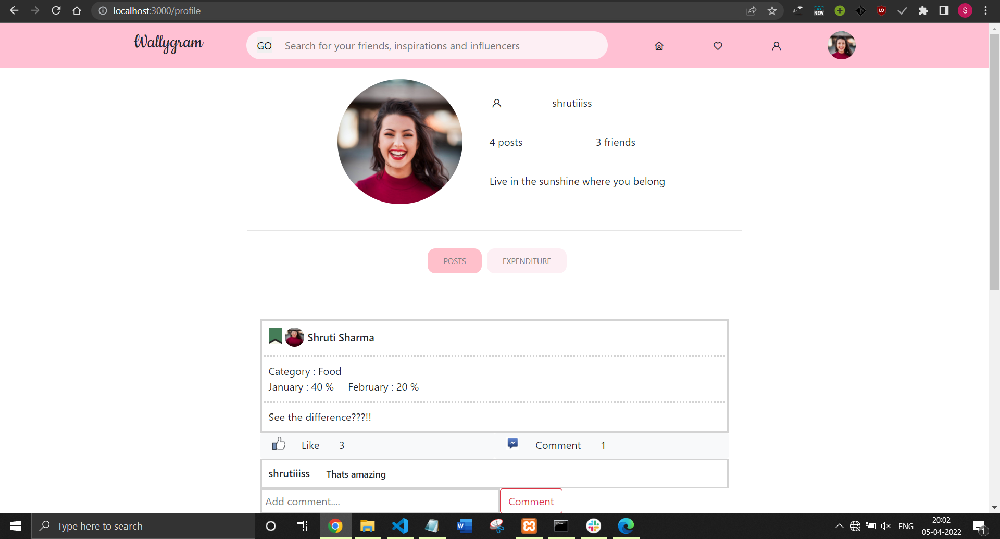 localhost:3000/profile
NEW
S
Wallygram
GO
Search for your friends, inspirations and influencers
shrutiiiss
4 posts
3 friends
Live in the sunshine where you belong
POSTS
EXPENDITURE
Shruti Sharma
Category : Food
January : 40 % February : 20 %
See the difference???!!
Like 3
Comment 1
shrutiiiss Thats amazing
Add comment....
Comment
Type here to search
ENG
20:02
05-04-2022
1